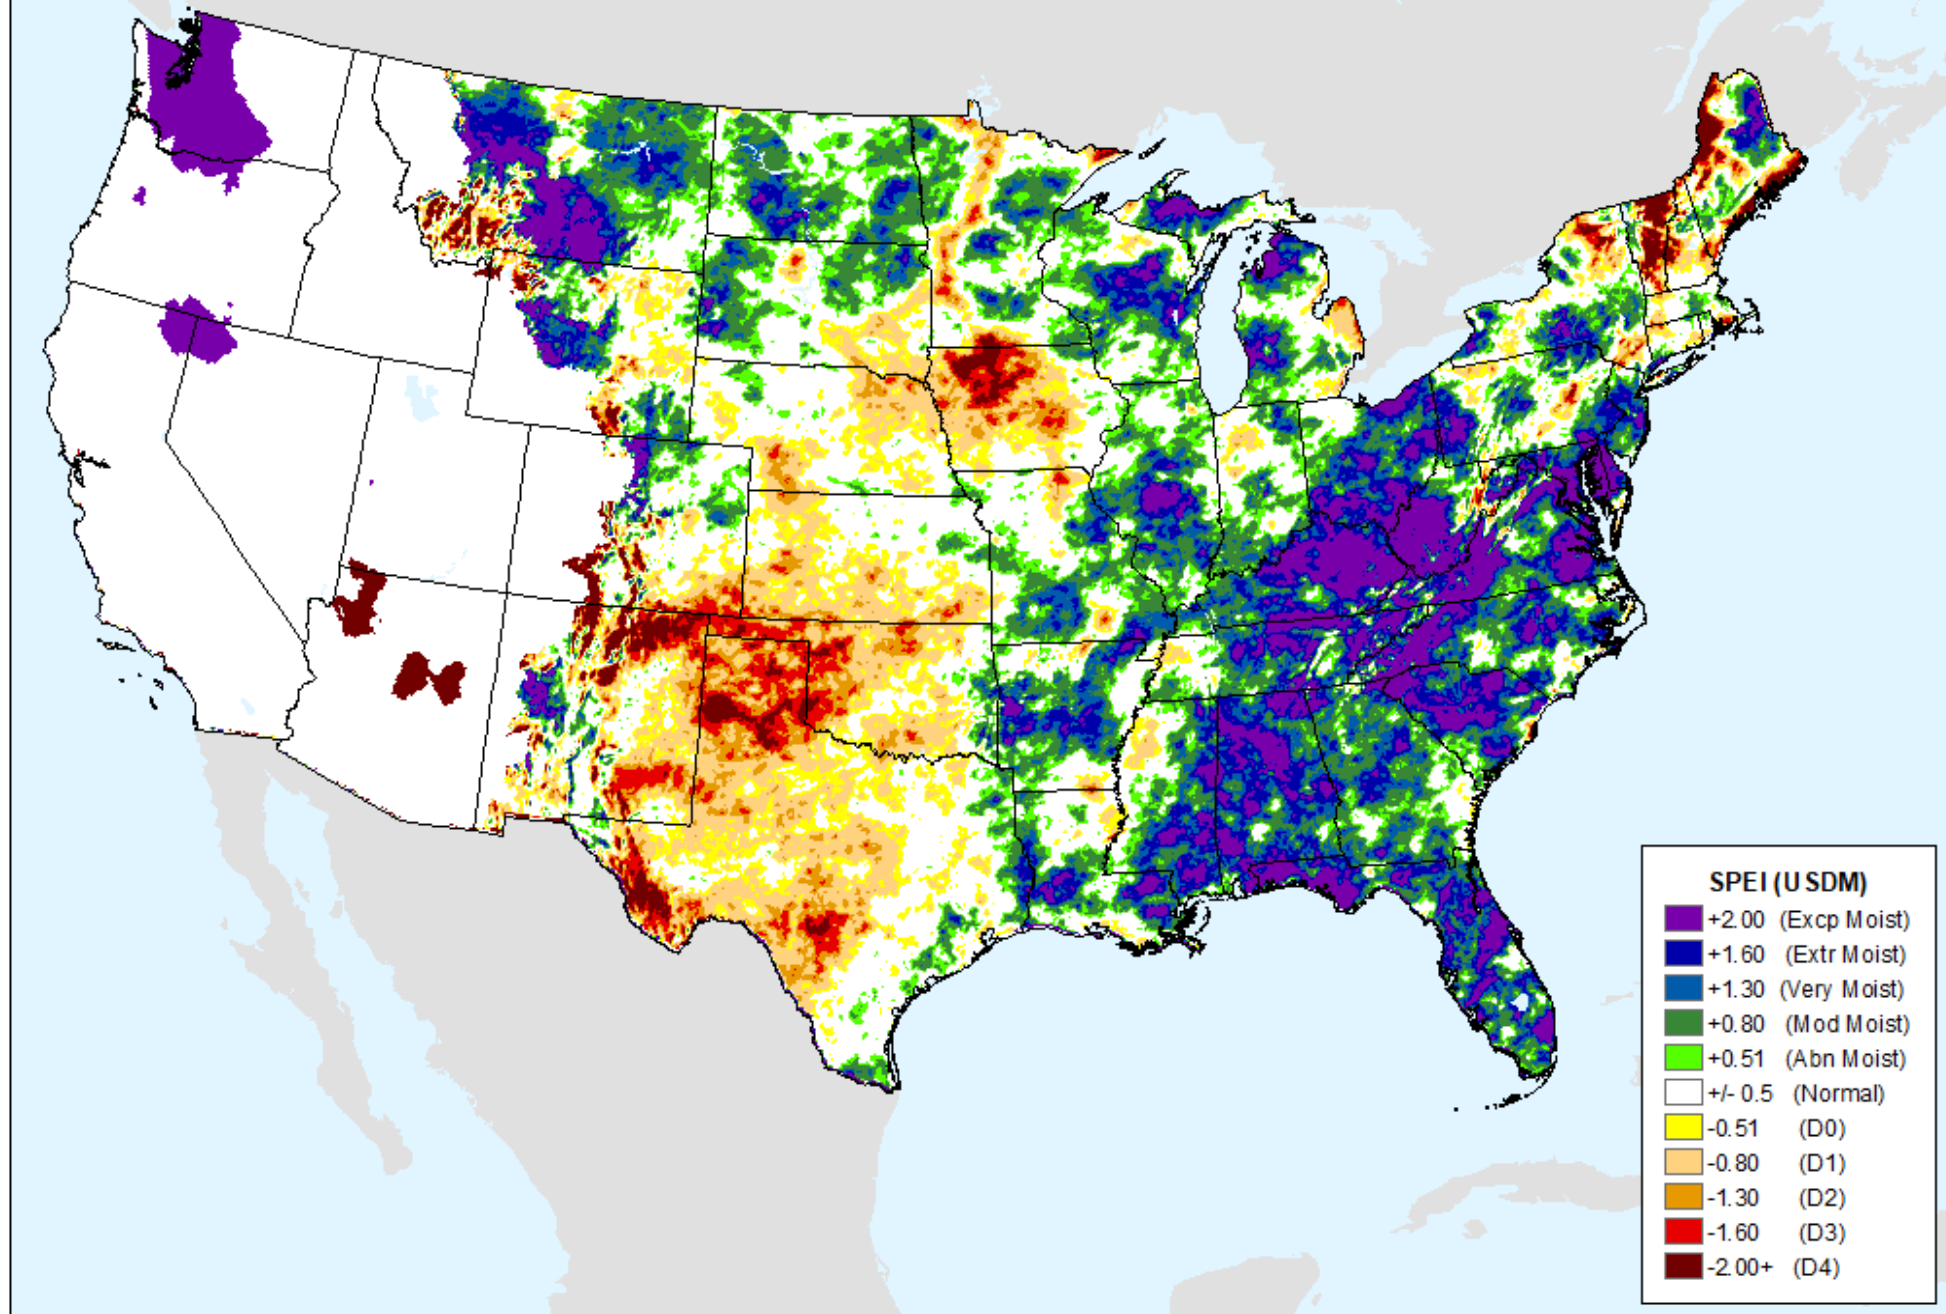 SPEI (USDM)
+2.00 (Excp Moist)
+1.60 (Extr Moist)
+1.30 (Very Moist)
+0.80 (Mod Moist)
+0.51 (Abn Moist)
+/- 0.5 (Normal)
-0.51 (D0)
-0.80 (D1)
-1.30 (D2)
-1.60 (D3)
-2.00+ (D4)